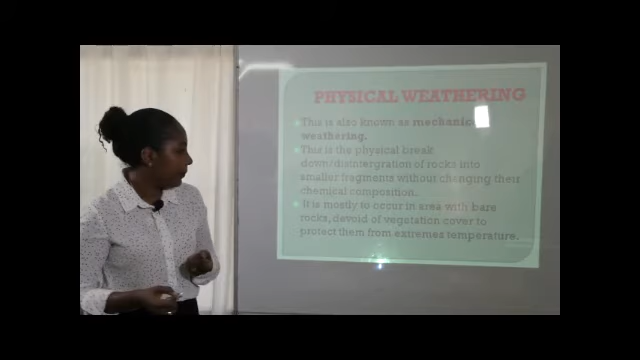 PHYSICAL WEATHERING
This is also known as mechanical
weathering.
This is the physical break
down/disintergration of rocks into
smaller fragments without changing their
chemical composition.
It is mostly to occur in area with bare
rocks, devoid of vegetation cover to
protect them from extremes temperature.